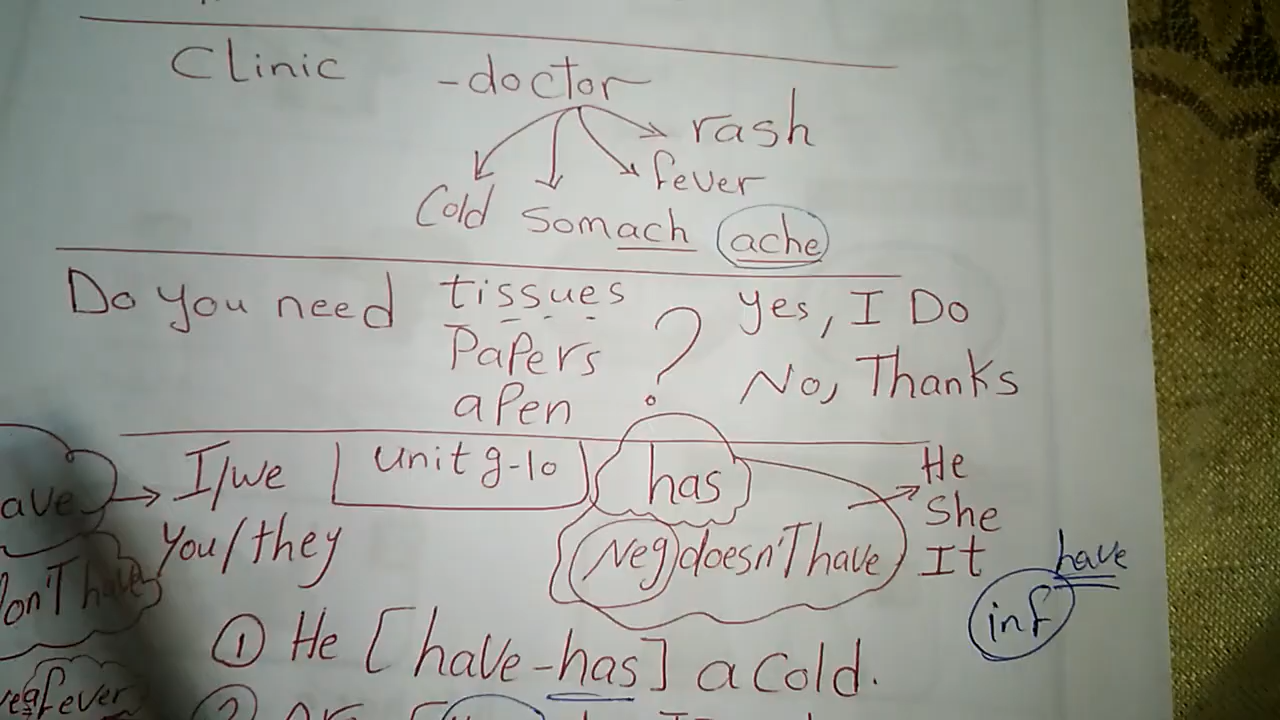 Clinic -doctor
rash
fever
Cold Somach ache
Do you need tissues ? Yes, I Do
Papers
No, Thanks
a Pen
I/we unit 9-10 has He
You/they She
Neg doesn'T have It
have
inf
① He [have-has] a Cold.